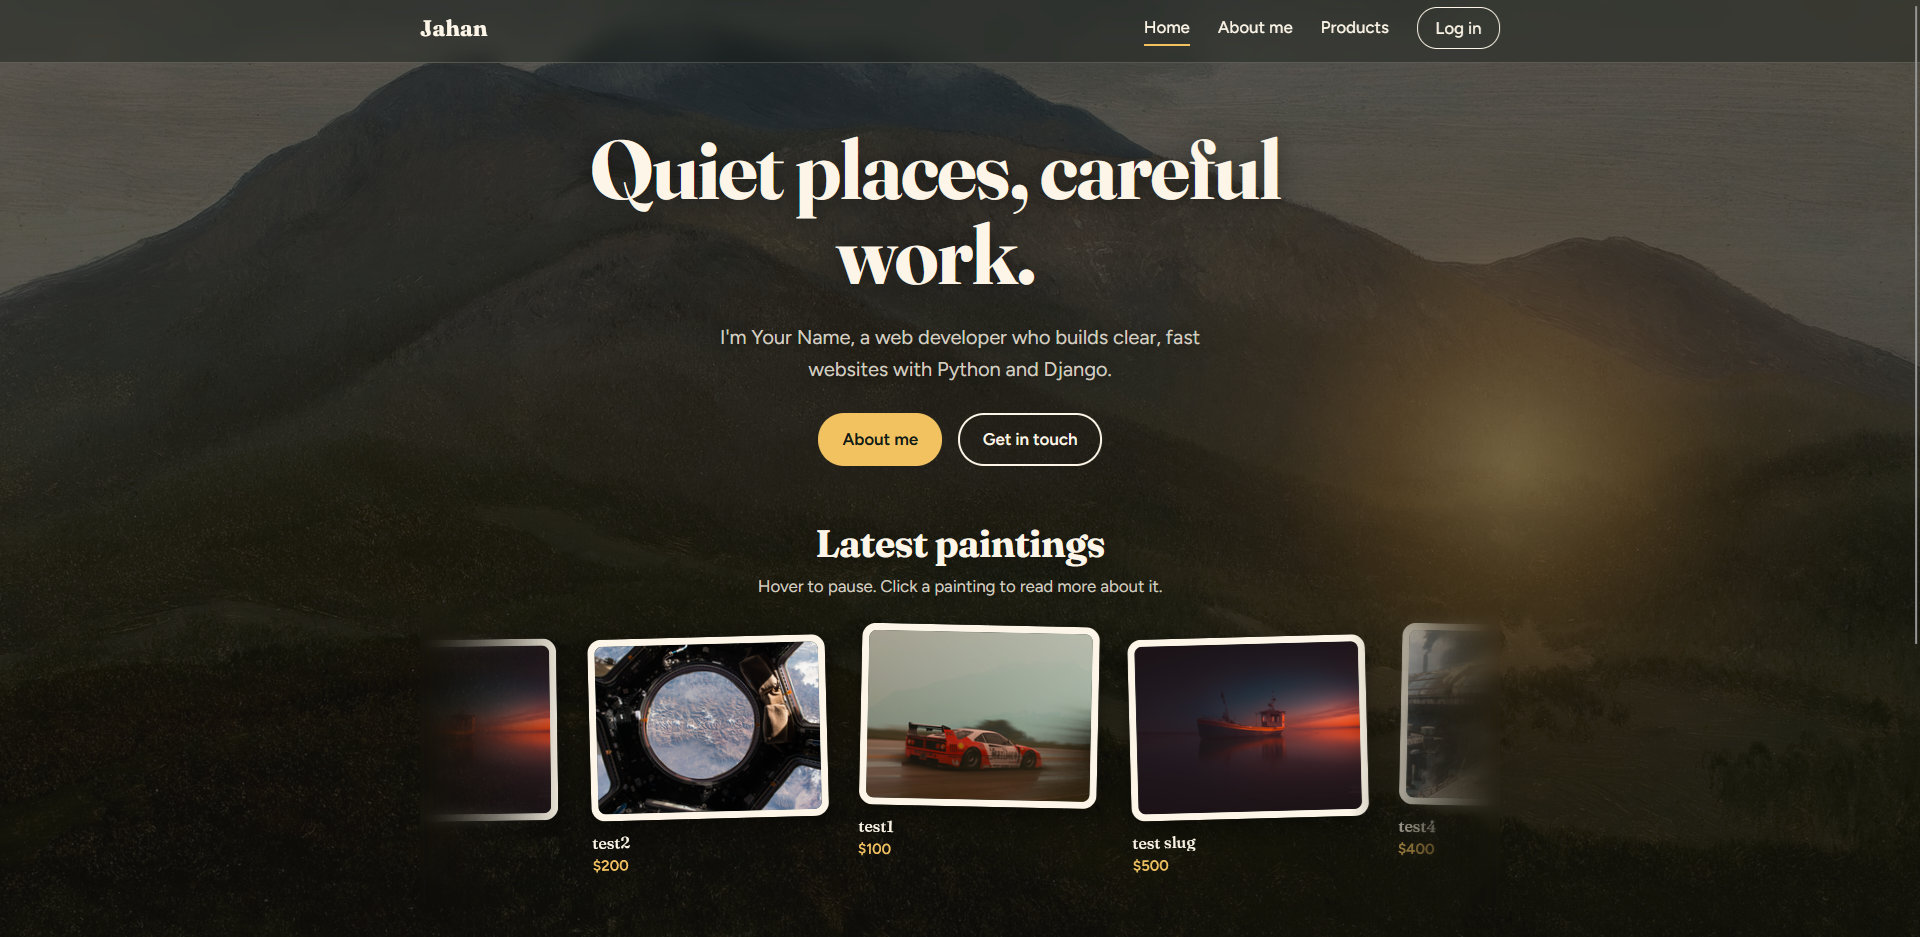 Jahan
Home
About me
Products
Log in
Quiet places, careful
work.
I'm Your Name, a web developer who builds clear, fast
websites with Python and Django.
About me
Get in touch
Latest paintings
Hover to pause. Click a painting to read more about it.
test2
$200
test1
$100
test slug
$500
test4
$400